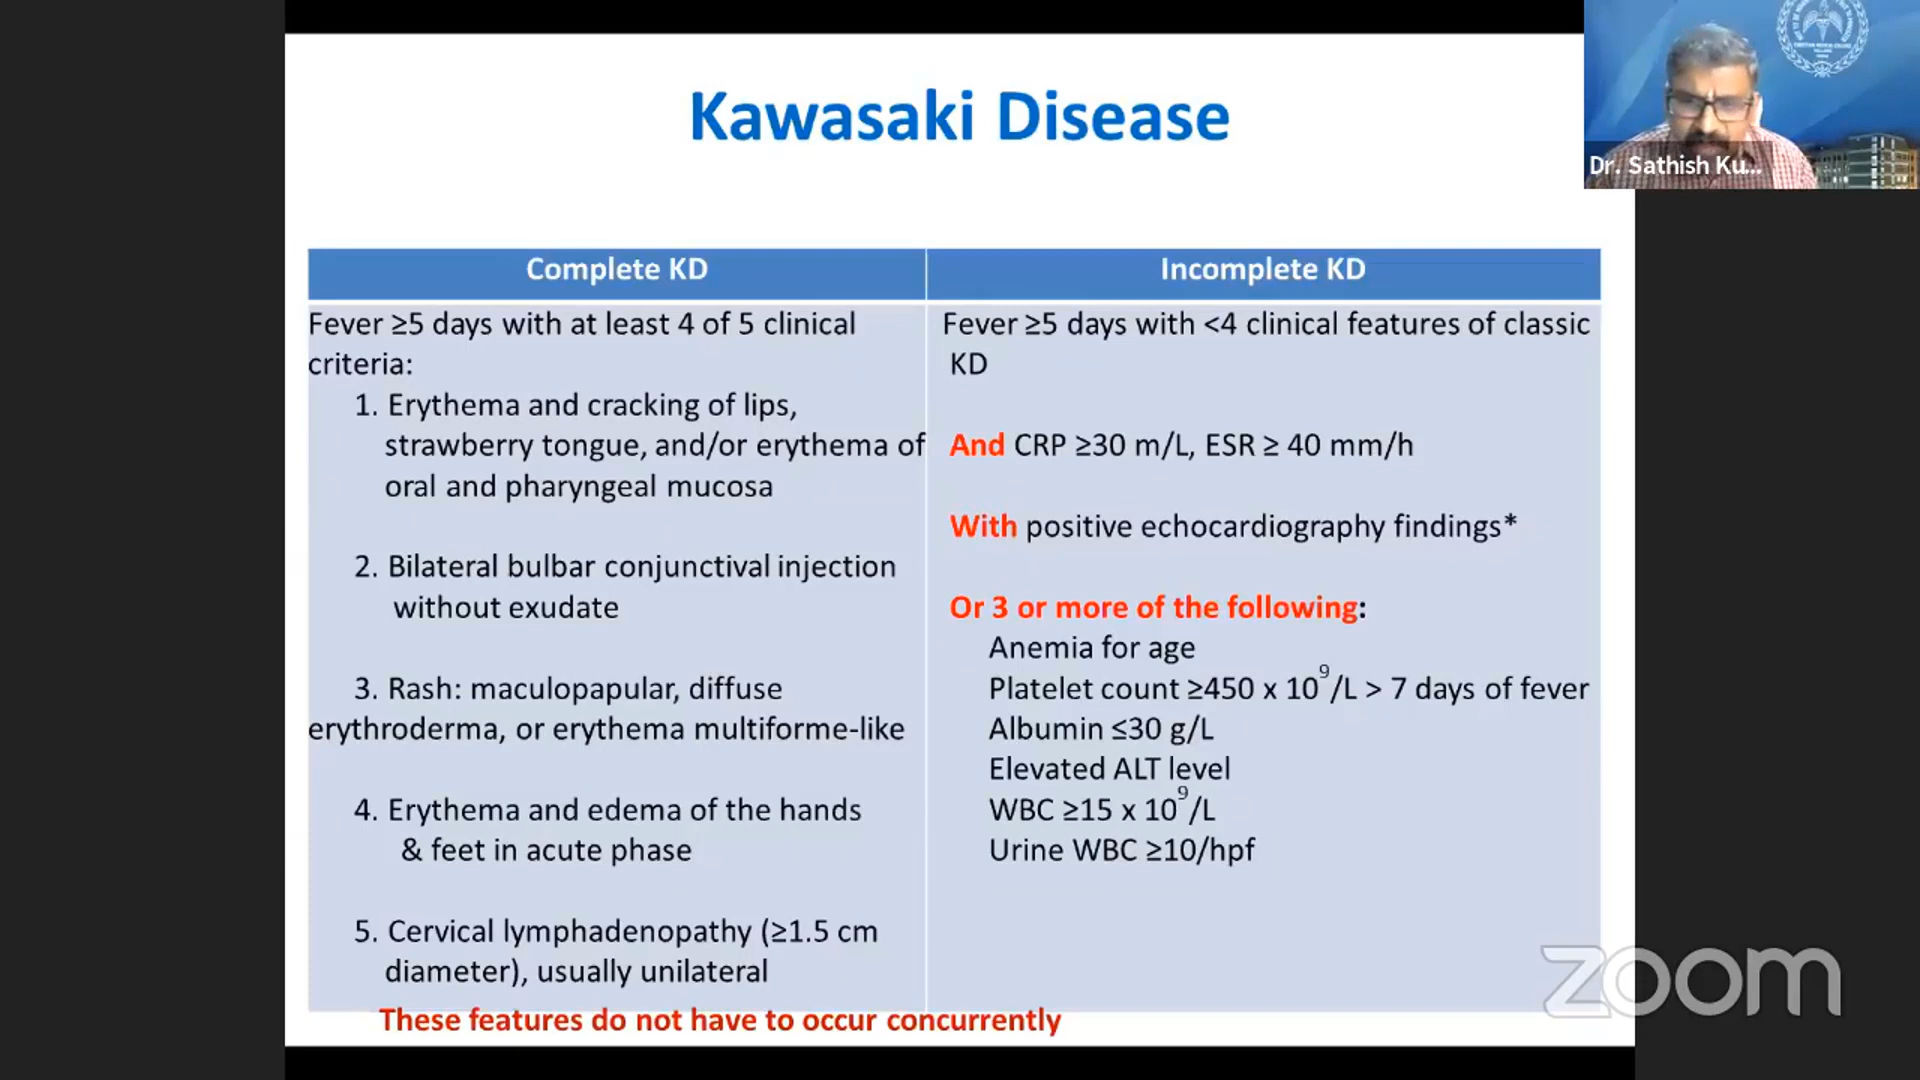 Kawasaki Disease
Dr. Sathish Ku...
Complete KD
Fever ≥5 days with at least 4 of 5 clinical
criteria:
1. Erythema and cracking of lips,
strawberry tongue, and/or erythema of
oral and pharyngeal mucosa
2. Bilateral bulbar conjunctival injection
without exudate
3. Rash: maculopapular, diffuse
erythroderma, or erythema multiforme-like
4. Erythema and edema of the hands
& feet in acute phase
5. Cervical lymphadenopathy (≥1.5 cm
diameter), usually unilateral
Incomplete KD
Fever ≥5 days with <4 clinical features of classic
KD
And CRP ≥30 m/L, ESR ≥ 40 mm/h
With positive echocardiography findings*
Or 3 or more of the following:
Anemia for age
Platelet count ≥450 x 10⁹/L > 7 days of fever
Albumin ≤30 g/L
Elevated ALT level
WBC ≥15 x 10⁹/L
Urine WBC ≥10/hpf
These features do not have to occur concurrently
zoom